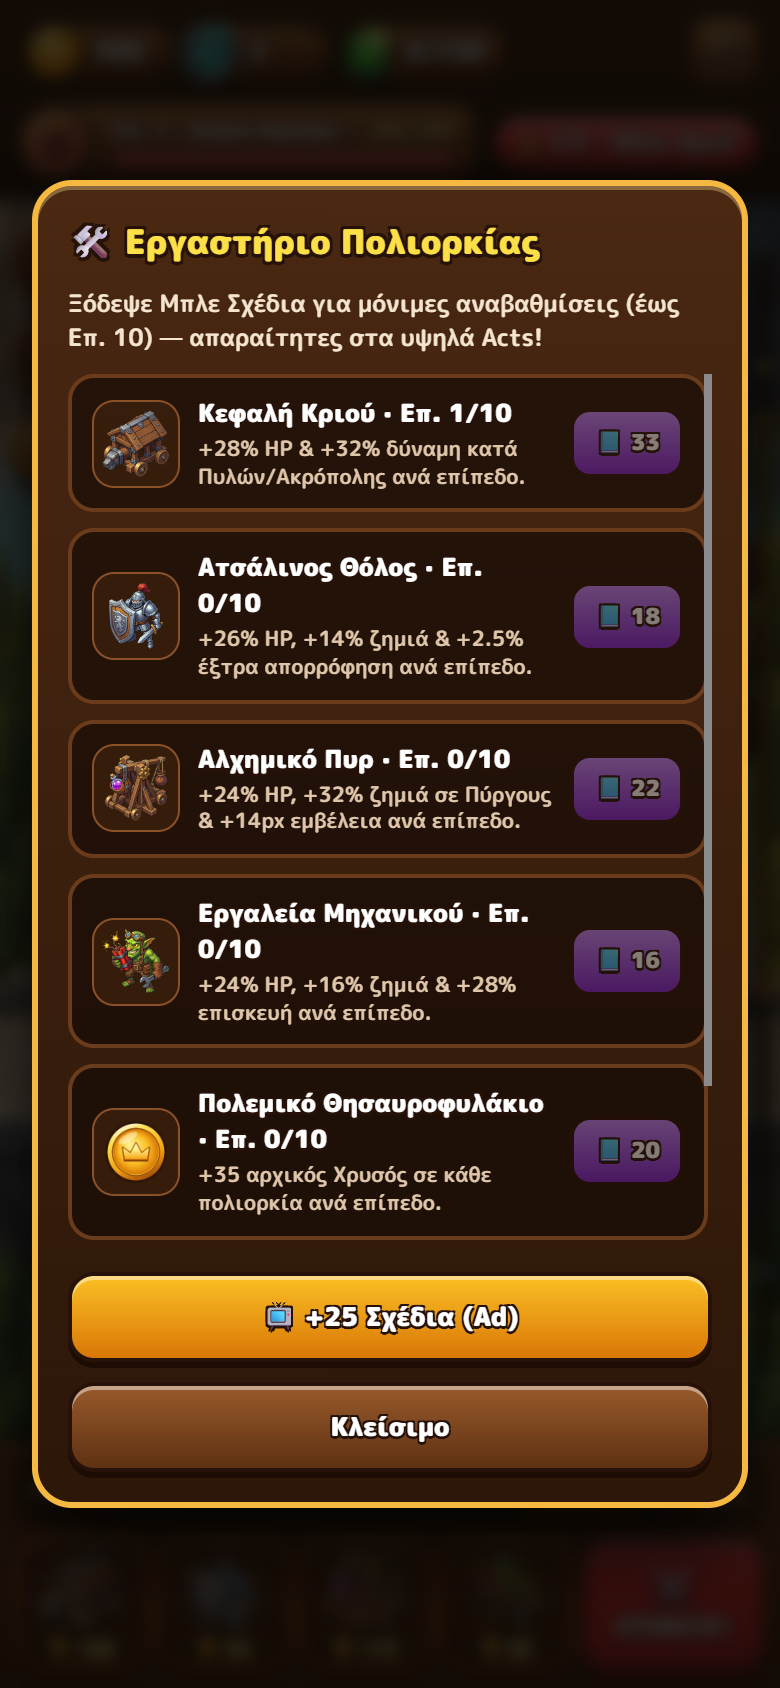 Εργαστήριο Πολιορκίας
Ξόδεψε Μπλε Σχέδια για μόνιμες αναβαθμίσεις (έως
Επ. 10) — απαραίτητες στα υψηλά Acts!
Κεφαλή Κριού · Επ. 1/10
+28% HP & +32% δύναμη κατά
Πυλών/Ακρόπολης ανά επίπεδο.
33
Ατσάλινος Θόλος · Επ.
0/10
+26% HP, +14% ζημιά & +2.5%
έξτρα απορρόφηση ανά επίπεδο.
18
Αλχημικό Πυρ · Επ. 0/10
+24% HP, +32% ζημιά σε Πύργους
& +14px εμβέλεια ανά επίπεδο.
22
Εργαλεία Μηχανικού · Επ.
0/10
+24% HP, +16% ζημιά & +28%
επισκευή ανά επίπεδο.
16
Πολεμικό Θησαυροφυλάκιο
· Επ. 0/10
+35 αρχικός Χρυσός σε κάθε
πολιορκία ανά επίπεδο.
20
+25 Σχέδια (Ad)
Κλείσιμο